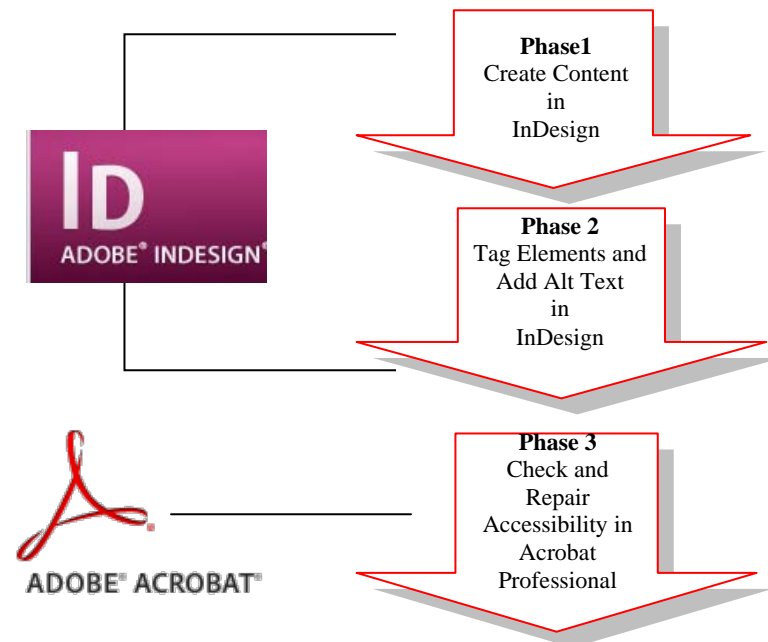 Phase1
Create Content
in
InDesign
ID
ADOBE® INDESIGN®
Phase 2
Tag Elements and
Add Alt Text
in
InDesign
Phase 3
Check and
Repair
Accessibility in
Acrobat
Professional
ADOBE® ACROBAT®